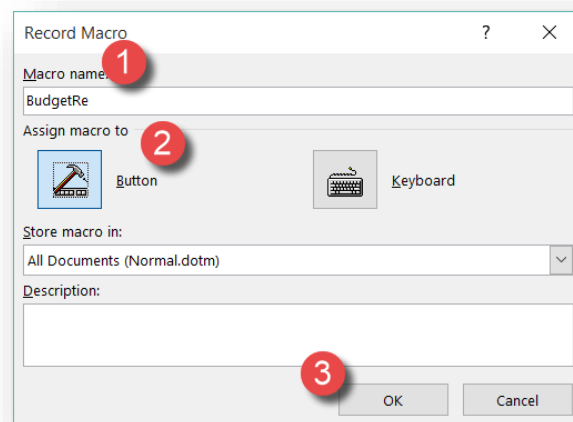 Record Macro ? X
1
Macro name:
BudgetRe
Assign macro to
2
Button Keyboard
Store macro in:
All Documents (Normal.dotm)
Description:
3
OK Cancel